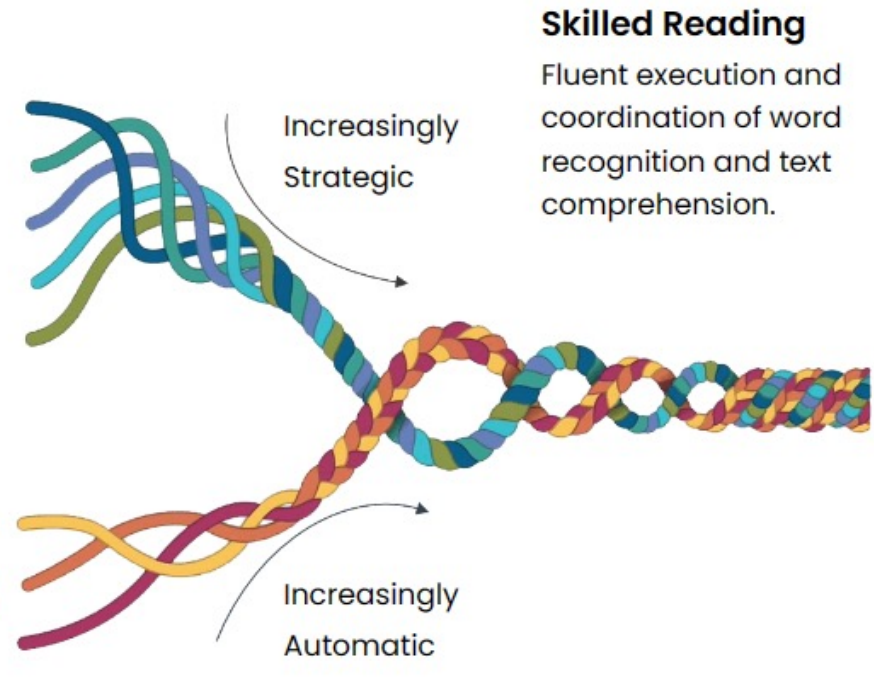 Skilled Reading
Fluent execution and
coordination of word
recognition and text
comprehension.
Increasingly
Strategic
Increasingly
Automatic